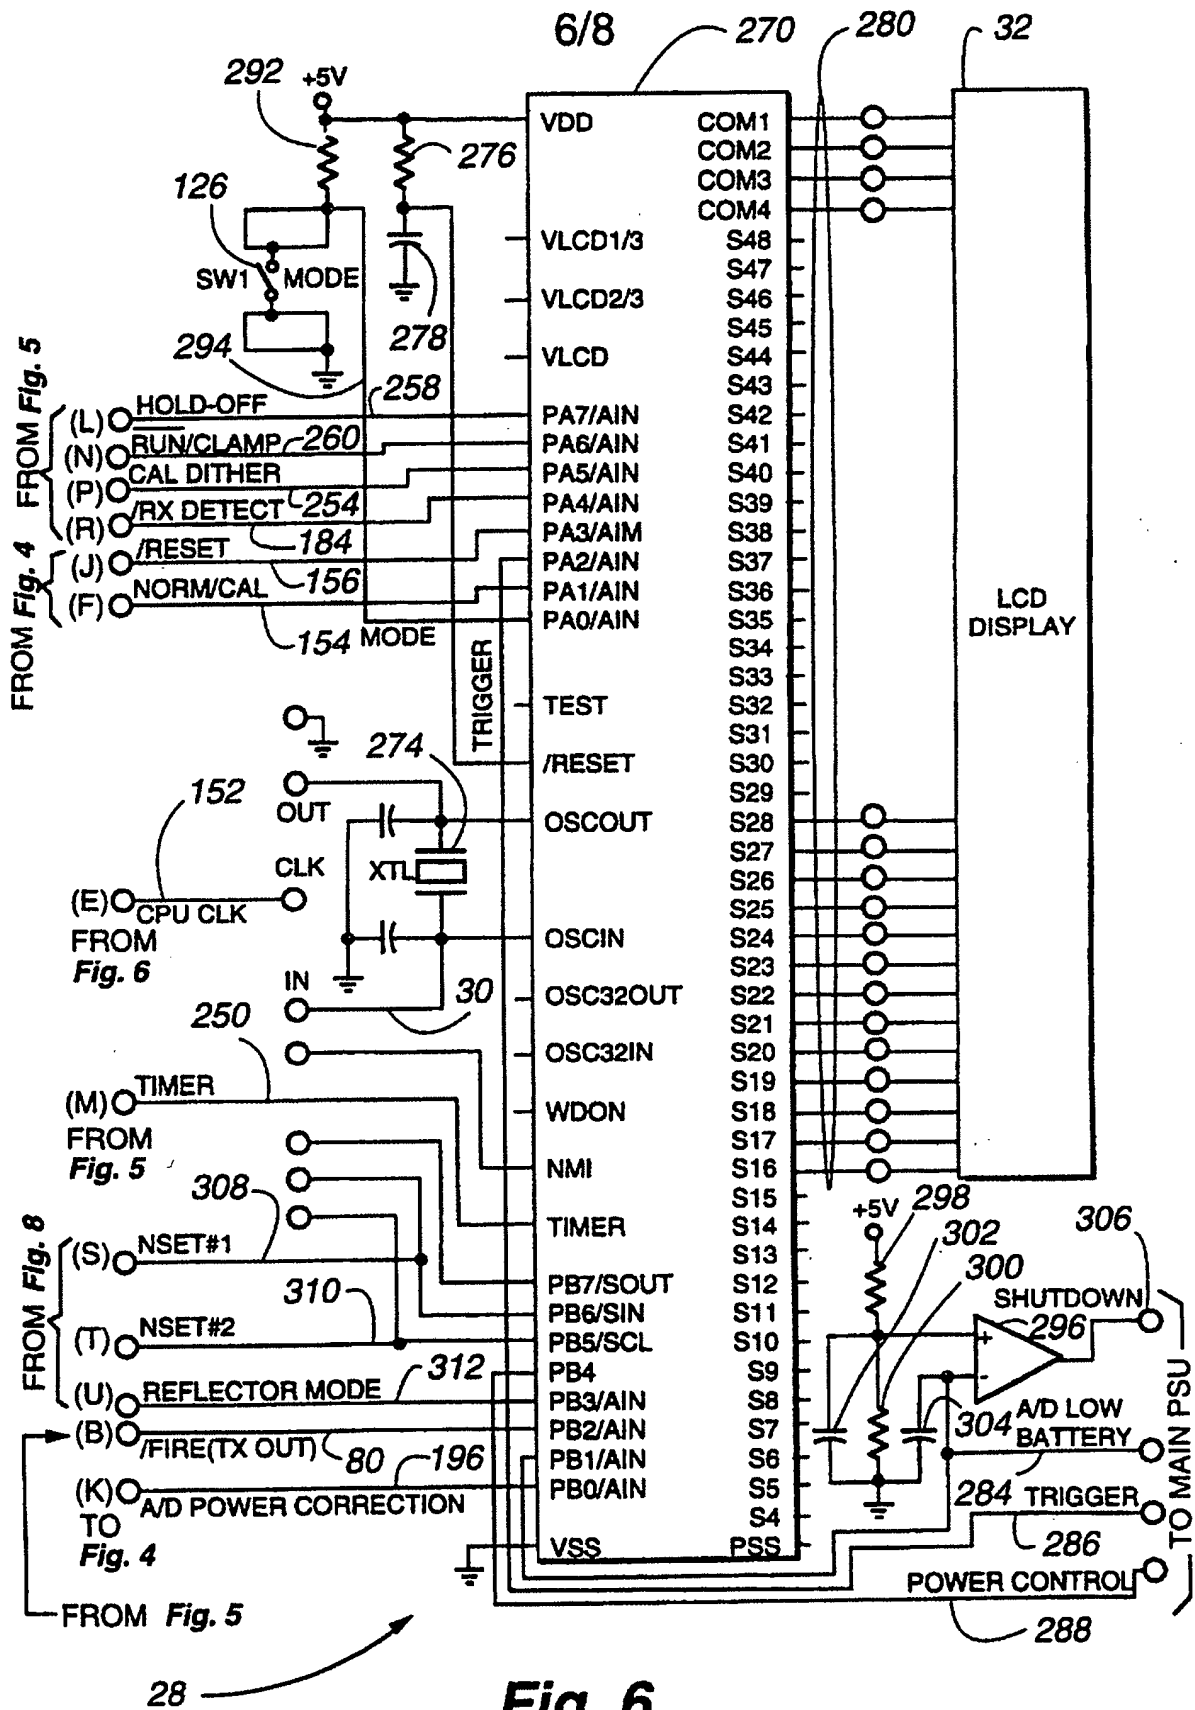 6/8
270
280
32
292
+5V
276
126
SW1 MODE
278
294
258
VDD
VLCD1/3
VLCD2/3
VLCD
PA7/AIN
PA6/AIN
PA5/AIN
PA4/AIN
PA3/AIM
PA2/AIN
PA1/AIN
PA0/AIN
TEST
/RESET
OSCOUT
OSCIN
OSC32OUT
OSC32IN
WDON
NMI
TIMER
PB7/SOUT
PB6/SIN
PB5/SCL
PB4
PB3/AIN
PB2/AIN
PB1/AIN
PB0/AIN
VSS
COM1
COM2
COM3
COM4
S48
S47
S46
S45
S44
S43
S42
S41
S40
S39
S38
S37
S36
S35
S34
S33
S32
S31
S30
S29
S28
S27
S26
S25
S24
S23
S22
S21
S20
S19
S18
S17
S16
S15
S14
S13
S12
S11
S10
S9
S8
S7
S6
S5
S4
PSS
LCD
DISPLAY
FROM Fig. 5
(L) HOLD-OFF
(N) RUN/CLAMP 260
(P) CAL DITHER 254
(R) /RX DETECT 184
FROM Fig. 4
(J) /RESET 156
(F) NORM/CAL
154 MODE
TRIGGER
274
152
OUT
CLK
XTL
(E) CPU CLK
FROM
Fig. 6
IN
30
250
(M) TIMER
FROM
Fig. 5
308
FROM Fig. 8
(S) NSET#1
310
(T) NSET#2
312
(U) REFLECTOR MODE
(B) /FIRE(TX OUT) 80
196
(K) A/D POWER CORRECTION
TO
Fig. 4
FROM Fig. 5
+5V
298
302
300
306
SHUTDOWN
296
+
-
304
A/D LOW
BATTERY
284
TRIGGER
286
POWER CONTROL
288
TO MAIN PSU
28
Fig. 6